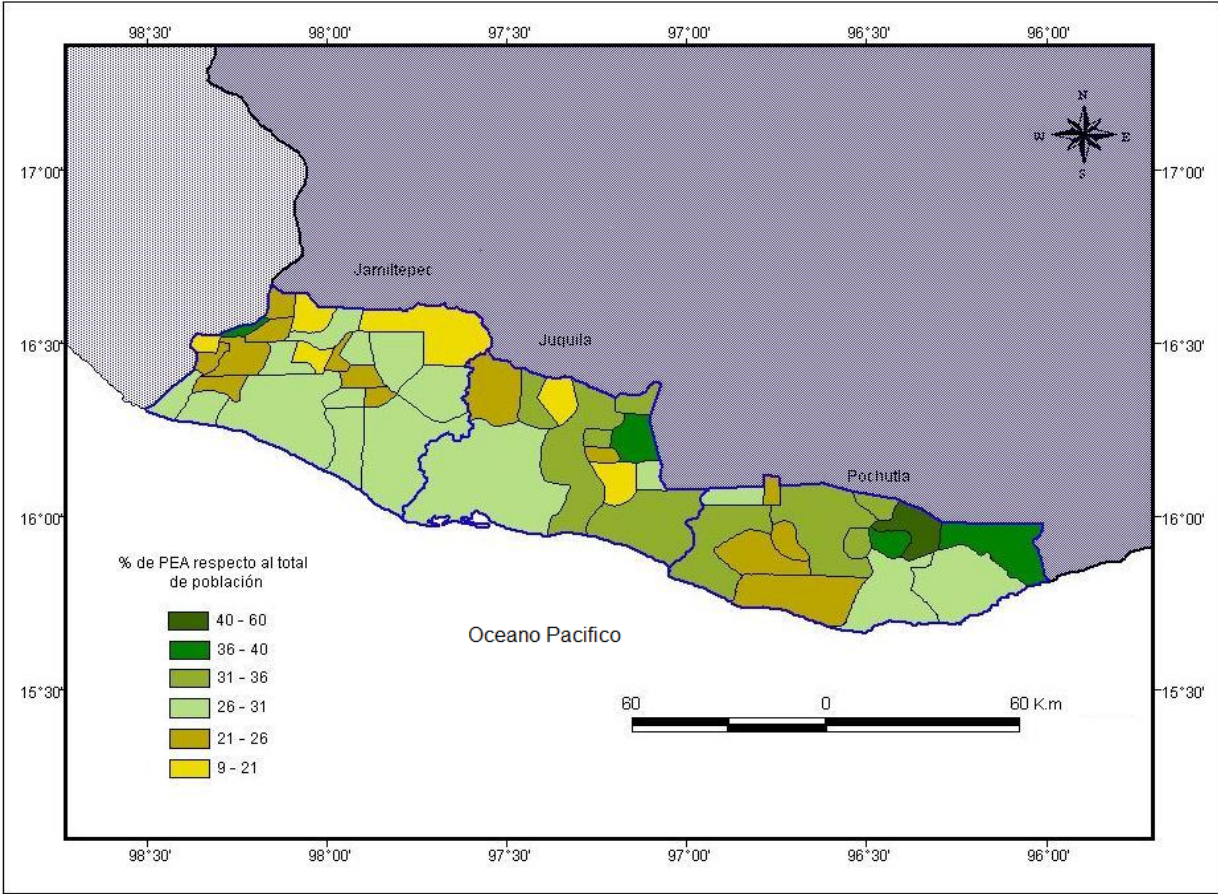 98°30' 98°00' 97°30' 97°00' 96°30' 96°00'
N
W E
S
17°00' 17°00'
Jamiltepec
16°30' Juquila 16°30'
Pochutla
16°00' 16°00'
% de PEA respecto al total
de población
40 - 60
Oceano Pacifico
36 - 40
31 - 36
15°30' 15°30'
26 - 31
60 0 60 K.m
21 - 26
9 - 21
98°30' 98°00' 97°30' 97°00' 96°30' 96°00'